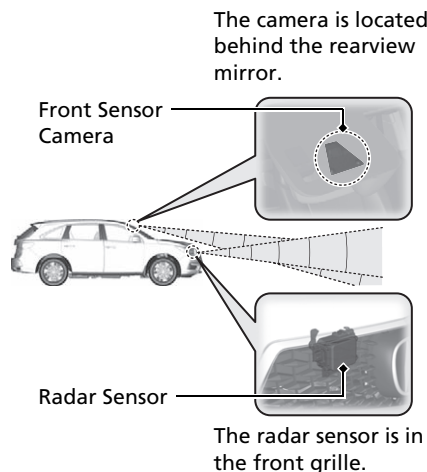 The camera is located
behind the rearview
mirror.
Front Sensor
Camera
Radar Sensor
The radar sensor is in
the front grille.